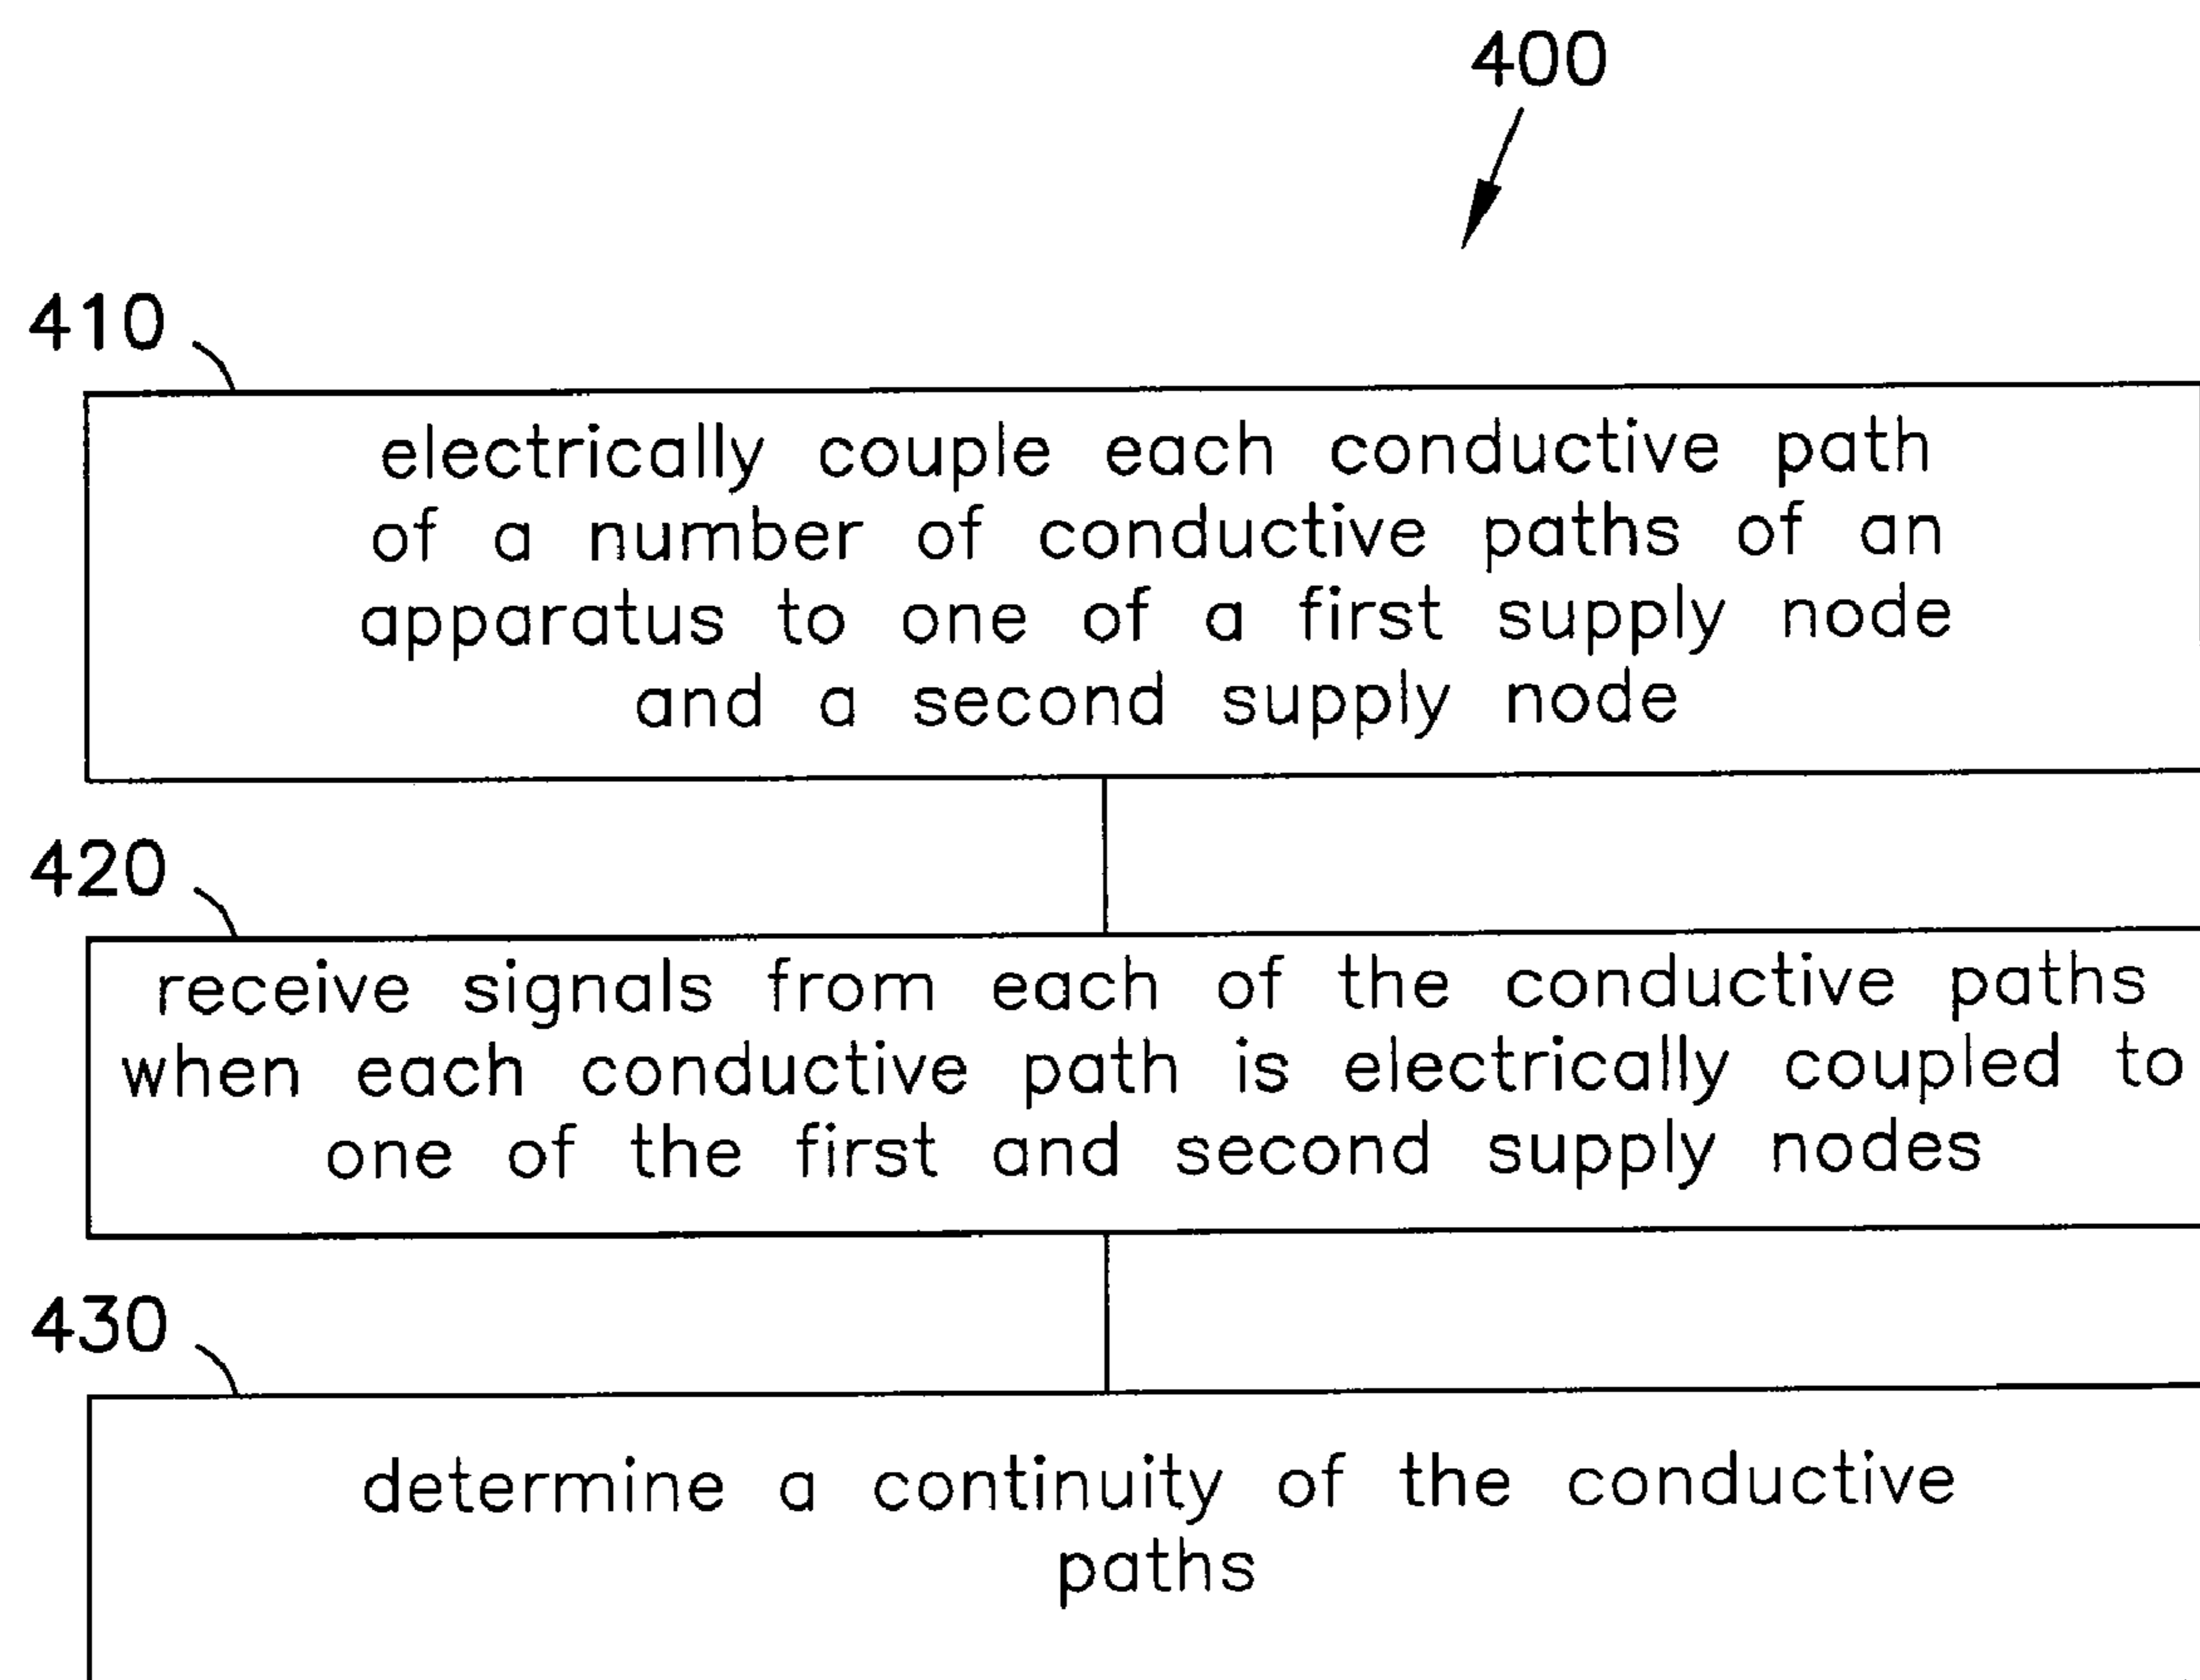 400
410
electrically couple each conductive path
of a number of conductive paths of an
apparatus to one of a first supply node
and a second supply node
420
receive signals from each of the conductive paths
when each conductive path is electrically coupled to
one of the first and second supply nodes
430
determine a continuity of the conductive
paths